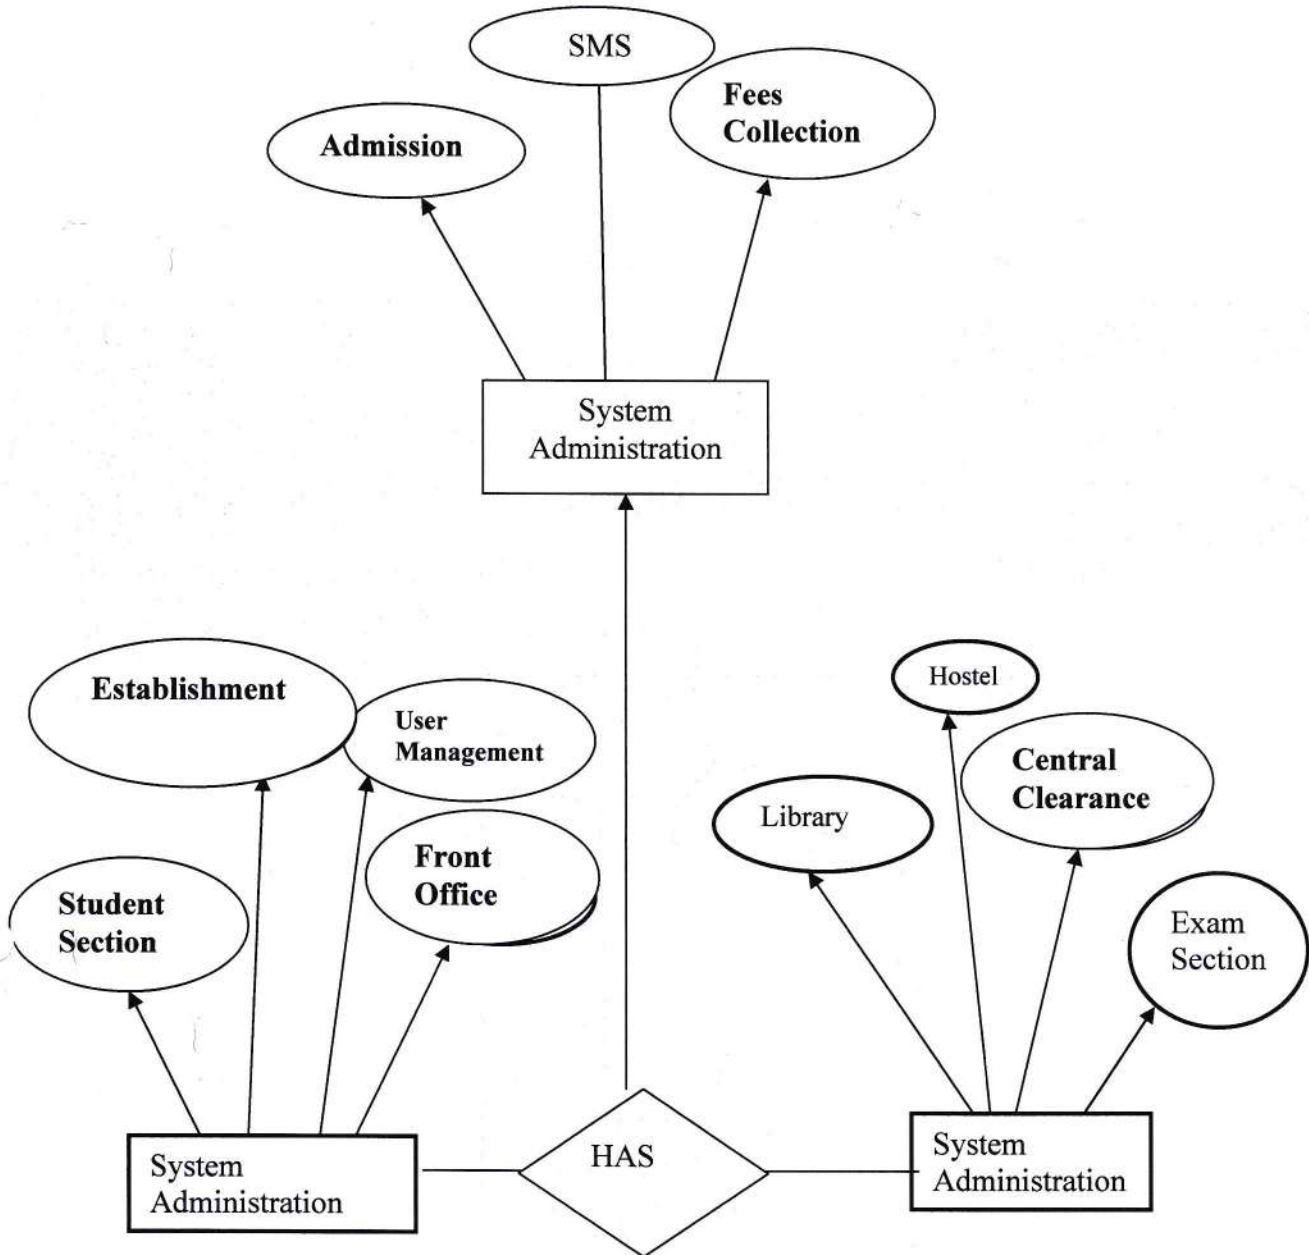 SMS
Fees
Collection
Admission
System
Administration
Establishment
User
Management
Front
Office
Student
Section
Hostel
Central
Clearance
Library
Exam
Section
System
Administration
HAS
System
Administration